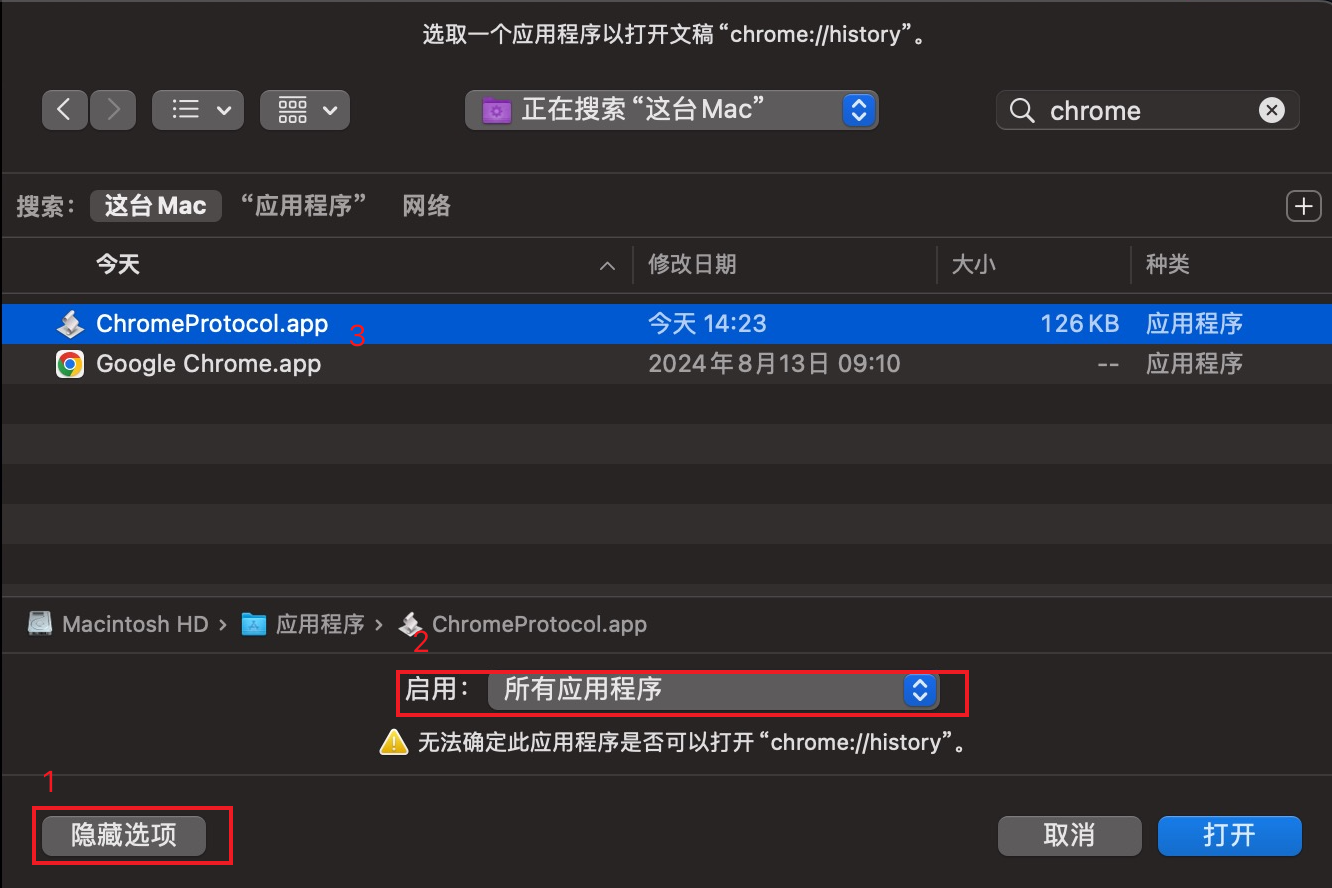 选取一个应用程序以打开文稿“chrome://history”。
正在搜索“这台Mac”
chrome
搜索： 这台Mac “应用程序” 网络
今天 修改日期 大小 种类
ChromeProtocol.app 3 今天 14:23 126 KB 应用程序
Google Chrome.app 2024年8月13日 09:10 -- 应用程序
Macintosh HD › 应用程序 › ChromeProtocol.app
2
启用： 所有应用程序
无法确定此应用程序是否可以打开“chrome://history”。
1
隐藏选项 取消 打开